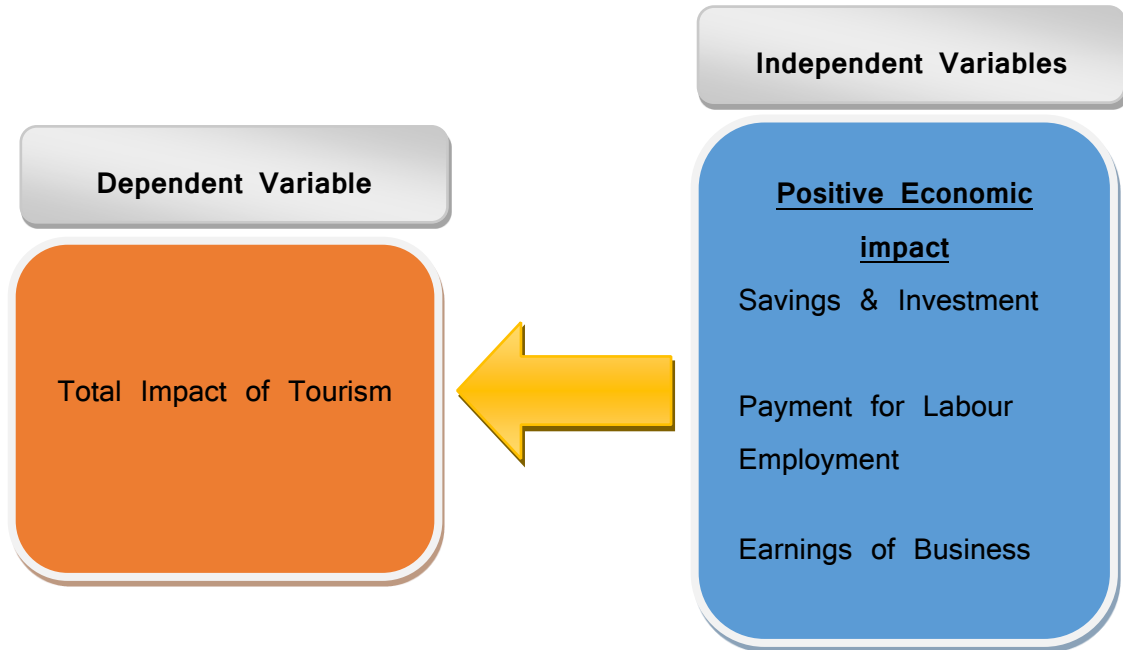 Dependent Variable
Total Impact of Tourism
Independent Variables
Positive Economic
impact
Savings & Investment
Payment for Labour
Employment
Earnings of Business